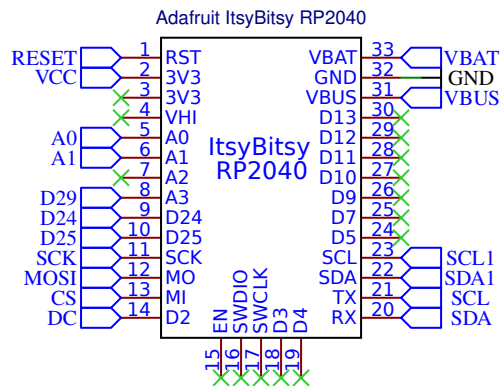 Adafruit ItsyBitsy RP2040
RESET 1 RST VBAT 33 VBAT
VCC 2 3V3 GND 32 GND
3 3V3 VBUS 31 VBUS
4 VHI D13 30
A0 5 A0 D12 29
A1 6 A1 D11 28
7 A2 D10 27
D29 8 A3 D9 26
D24 9 D24 D7 25
D25 10 D25 D5 24
SCK 11 SCK SCL 23 SCL1
MOSI 12 MO SDA 22 SDA1
CS 13 MI TX 21 SCL
DC 14 D2 RX 20 SDA
ItsyBitsy
RP2040
EN SWDIO SWCLK D3 D4
15 16 17 18 19